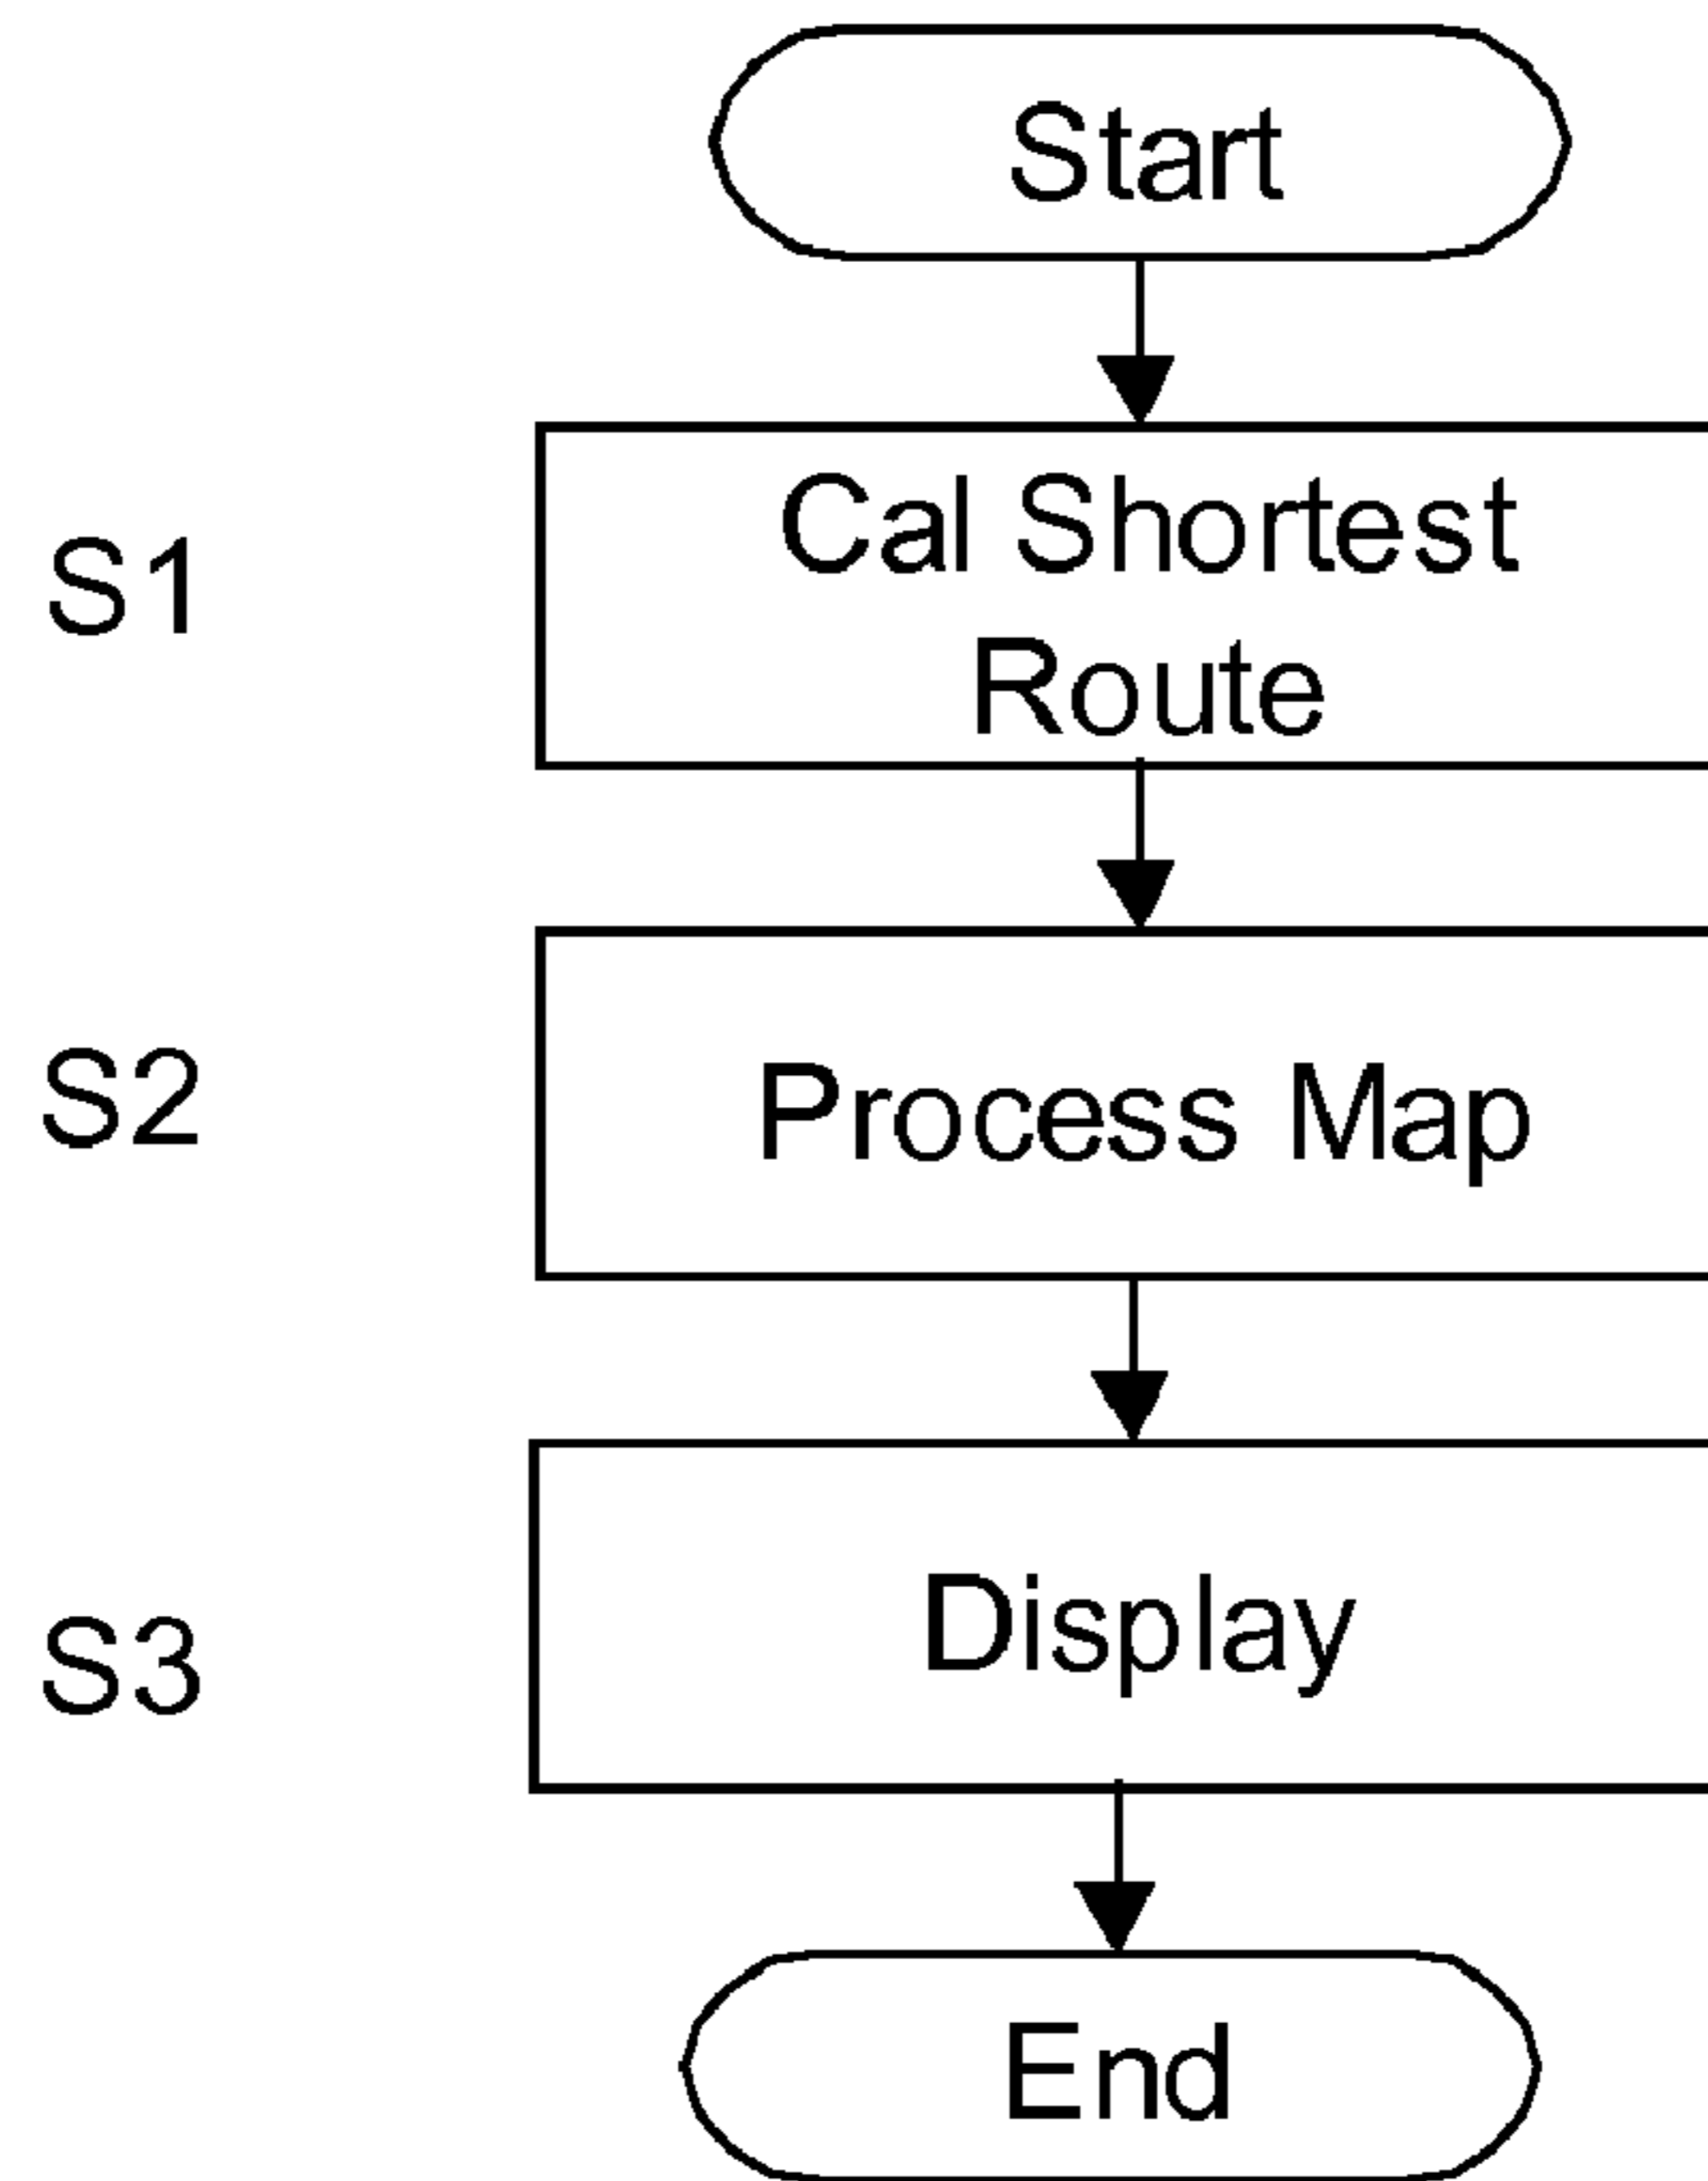 Start
S1
Cal Shortest
Route
S2
Process Map
S3
Display
End